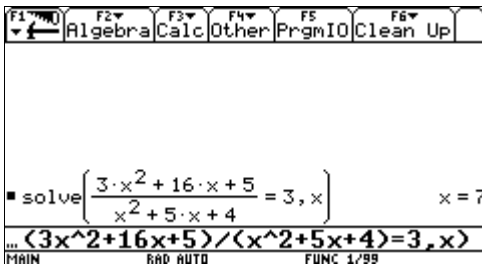 F1 F2 F3 F4 F5 F6
Algebra Calc Other PrgmIO Clean Up
▪ solve((3·x² + 16·x + 5)/(x² + 5·x + 4) = 3, x) x = 7
…(3x^2+16x+5)/(x^2+5x+4)=3,x)
MAIN RAD AUTO FUNC 1/99